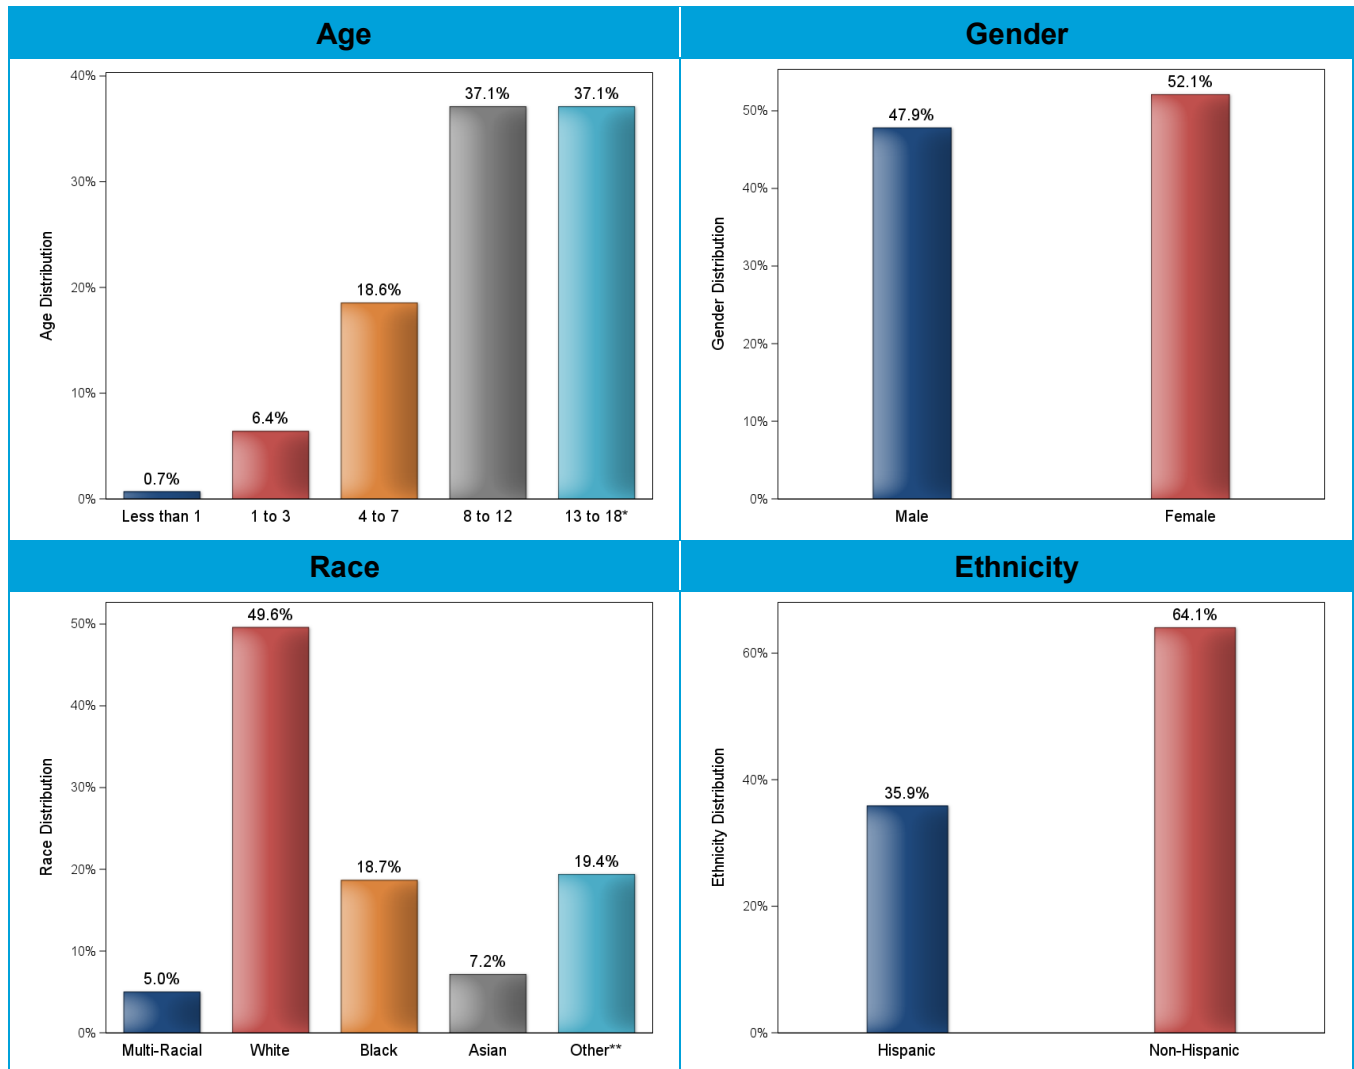 Age
Gender
40%
30%
20%
10%
0%
Age Distribution
0.7%
6.4%
18.6%
37.1%
37.1%
Less than 1
1 to 3
4 to 7
8 to 12
13 to 18*
50%
40%
30%
20%
10%
0%
Gender Distribution
47.9%
52.1%
Male
Female
Race
Ethnicity
50%
40%
30%
20%
10%
0%
Race Distribution
5.0%
49.6%
18.7%
7.2%
19.4%
Multi-Racial
White
Black
Asian
Other**
60%
40%
20%
0%
Ethnicity Distribution
35.9%
64.1%
Hispanic
Non-Hispanic